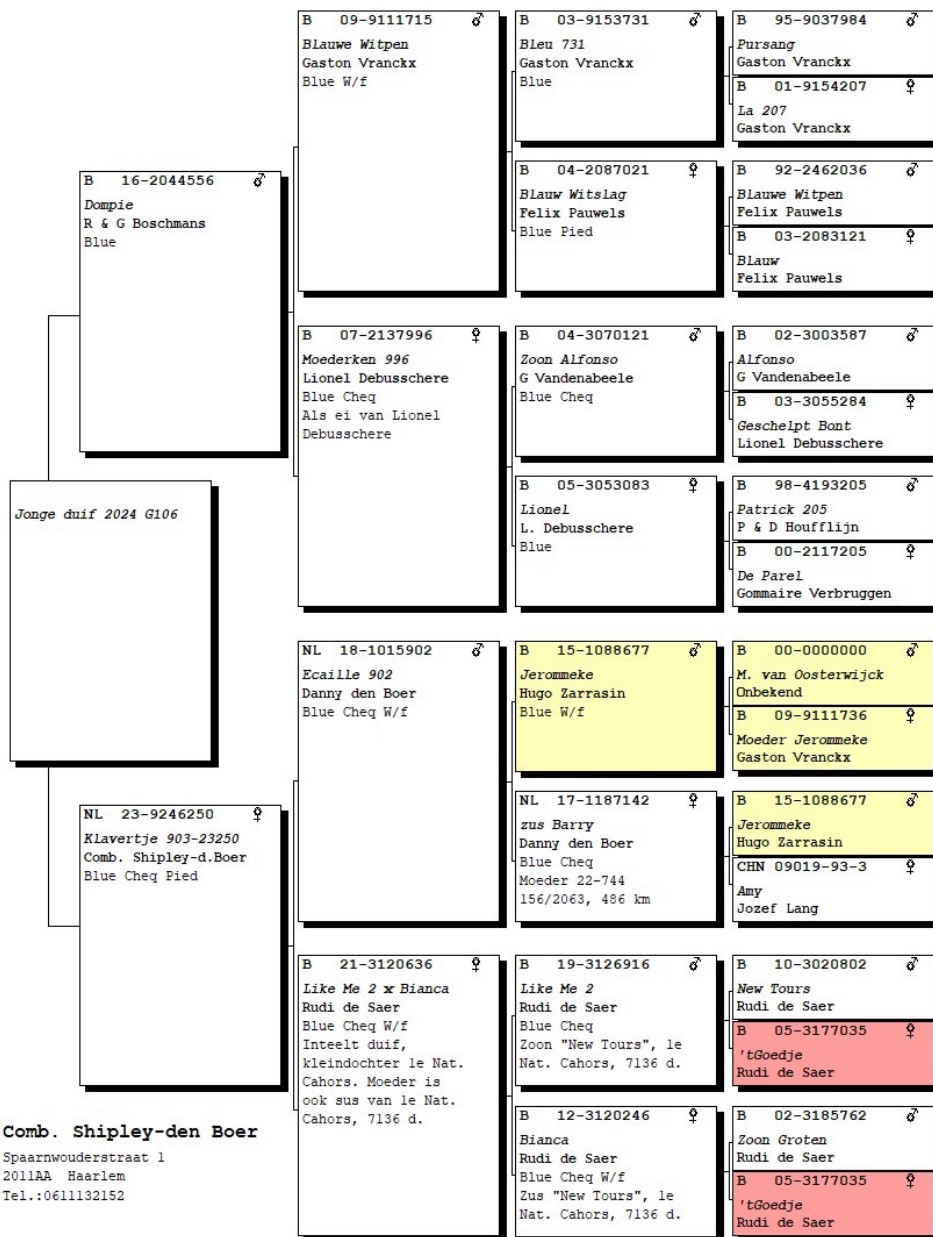 Jonge duif 2024 G106
B 16-2044556 ♂
Dompie
R & G Boschmans
Blue
NL 23-9246250 ♀
Klavertje 903-23250
Comb. Shipley-d.Boer
Blue Cheq Pied
B 09-9111715 ♂
Blauwe Witpen
Gaston Vranckx
Blue W/f
B 07-2137996 ♀
Moederken 996
Lionel Debusschere
Blue Cheq
Als ei van Lionel
Debusschere
NL 18-1015902 ♂
Ecaille 902
Danny den Boer
Blue Cheq W/f
B 21-3120636 ♀
Like Me 2 x Bianca
Rudi de Saer
Blue Cheq W/f
Inteelt duif,
kleindochter 1e Nat.
Cahors. Moeder is
ook sus van 1e Nat.
Cahors, 7136 d.
B 03-9153731 ♂
Bleu 731
Gaston Vranckx
Blue
B 04-2087021 ♀
Blauw Witslag
Felix Pauwels
Blue Pied
B 04-3070121 ♂
Zoon Alfonso
G Vandenabeele
Blue Cheq
B 05-3053083 ♀
Lionel
L. Debusschere
Blue
B 15-1088677 ♂
Jerommeke
Hugo Zarrasin
Blue W/f
NL 17-1187142 ♀
zus Barry
Danny den Boer
Blue Cheq
Moeder 22-744
156/2063, 486 km
B 19-3126916 ♂
Like Me 2
Rudi de Saer
Blue Cheq
Zoon "New Tours", 1e
Nat. Cahors, 7136 d.
B 12-3120246 ♀
Bianca
Rudi de Saer
Blue Cheq W/f
Zus "New Tours", 1e
Nat. Cahors, 7136 d.
B 95-9037984 ♂
Pursang
Gaston Vranckx
B 01-9154207 ♀
La 207
Gaston Vranckx
B 92-2462036 ♂
Blauwe Witpen
Felix Pauwels
B 03-2083121 ♀
Blauw
Felix Pauwels
B 02-3003587 ♂
Alfonso
G Vandenabeele
B 03-3055284 ♀
Geschelpt Bont
Lionel Debusschere
B 98-4193205 ♂
Patrick 205
P & D Houfflijn
B 00-2117205 ♀
De Parel
Gommaire Verbruggen
B 00-0000000 ♂
M. van Oosterwijck
Onbekend
B 09-9111736 ♀
Moeder Jerommeke
Gaston Vranckx
B 15-1088677 ♂
Jerommeke
Hugo Zarrasin
CHN 09019-93-3 ♀
Amy
Jozef Lang
B 10-3020802 ♂
New Tours
Rudi de Saer
B 05-3177035 ♀
'tGoedje
Rudi de Saer
B 02-3185762 ♂
Zoon Groten
Rudi de Saer
B 05-3177035 ♀
'tGoedje
Rudi de Saer
Comb. Shipley-den Boer
Spaarnwouderstraat 1
2011AA Haarlem
Tel.:0611132152